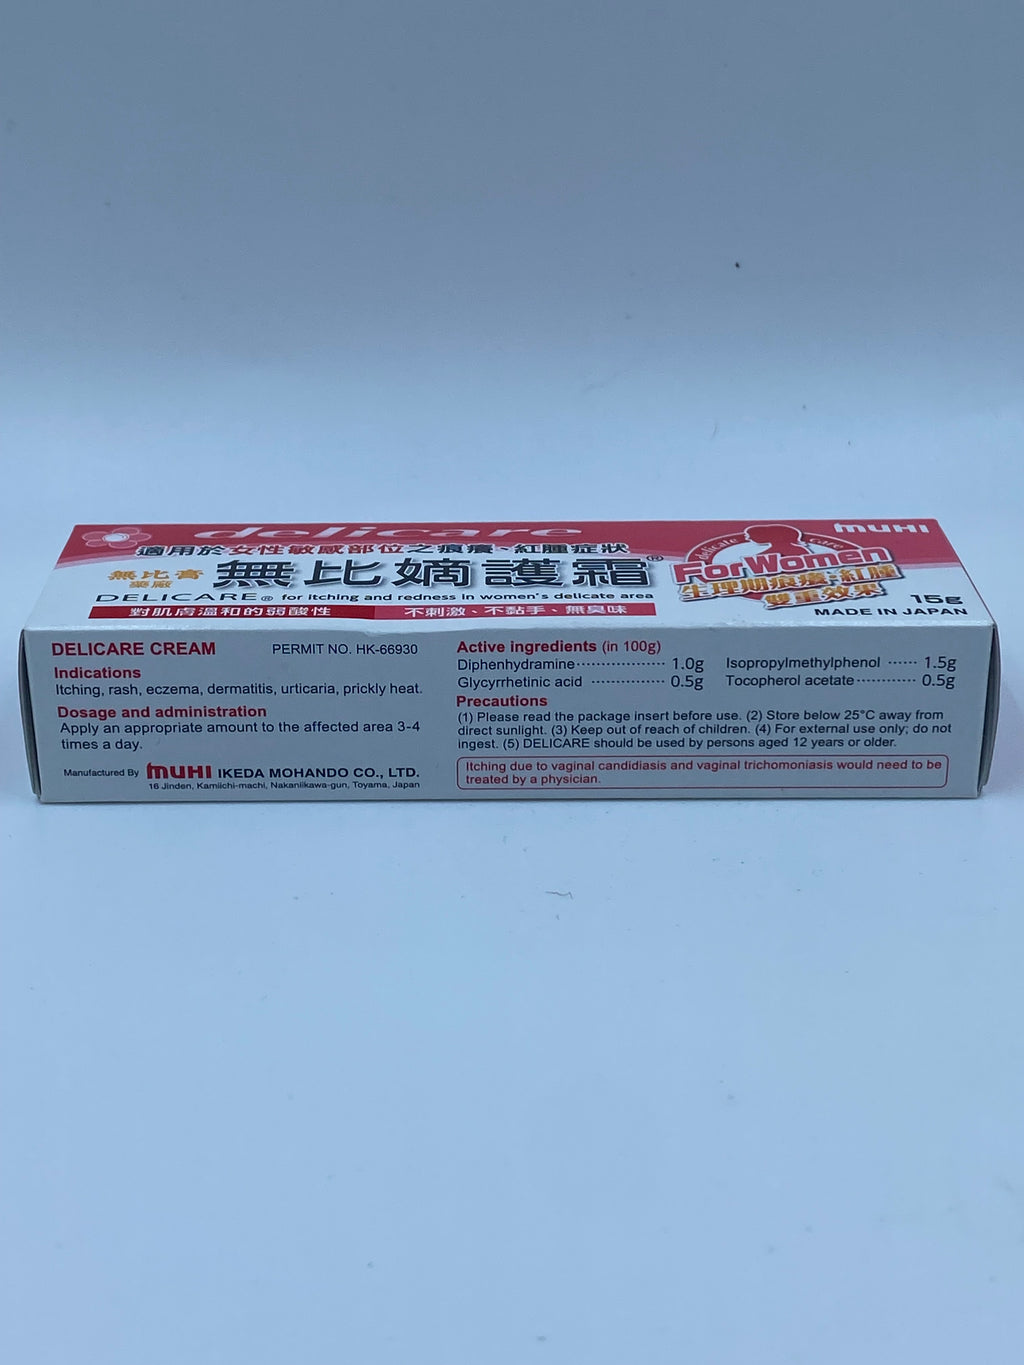 delicare
muHI
適用於女性敏感部位之痕癢、紅腫症狀
delicate care
無比膏
藥廠
無比嫡護霜®
For Women
生理期痕癢·紅腫
雙重效果
DELICARE® for itching and redness in women's delicate area
15g
對肌膚溫和的弱酸性
不刺激、不黏手、無臭味
MADE IN JAPAN
DELICARE CREAM PERMIT NO. HK-66930
Indications
Itching, rash, eczema, dermatitis, urticaria, prickly heat.
Dosage and administration
Apply an appropriate amount to the affected area 3-4
times a day.
Manufactured By muHI IKEDA MOHANDO CO., LTD.
16 Jinden, Kamiichi-machi, Nakaniikawa-gun, Toyama, Japan
Active ingredients (in 100g)
Diphenhydramine ··············· 1.0g Isopropylmethylphenol ······ 1.5g
Glycyrrhetinic acid ··············· 0.5g Tocopherol acetate ············ 0.5g
Precautions
(1) Please read the package insert before use. (2) Store below 25°C away from
direct sunlight. (3) Keep out of reach of children. (4) For external use only; do not
ingest. (5) DELICARE should be used by persons aged 12 years or older.
Itching due to vaginal candidiasis and vaginal trichomoniasis would need to be
treated by a physician.